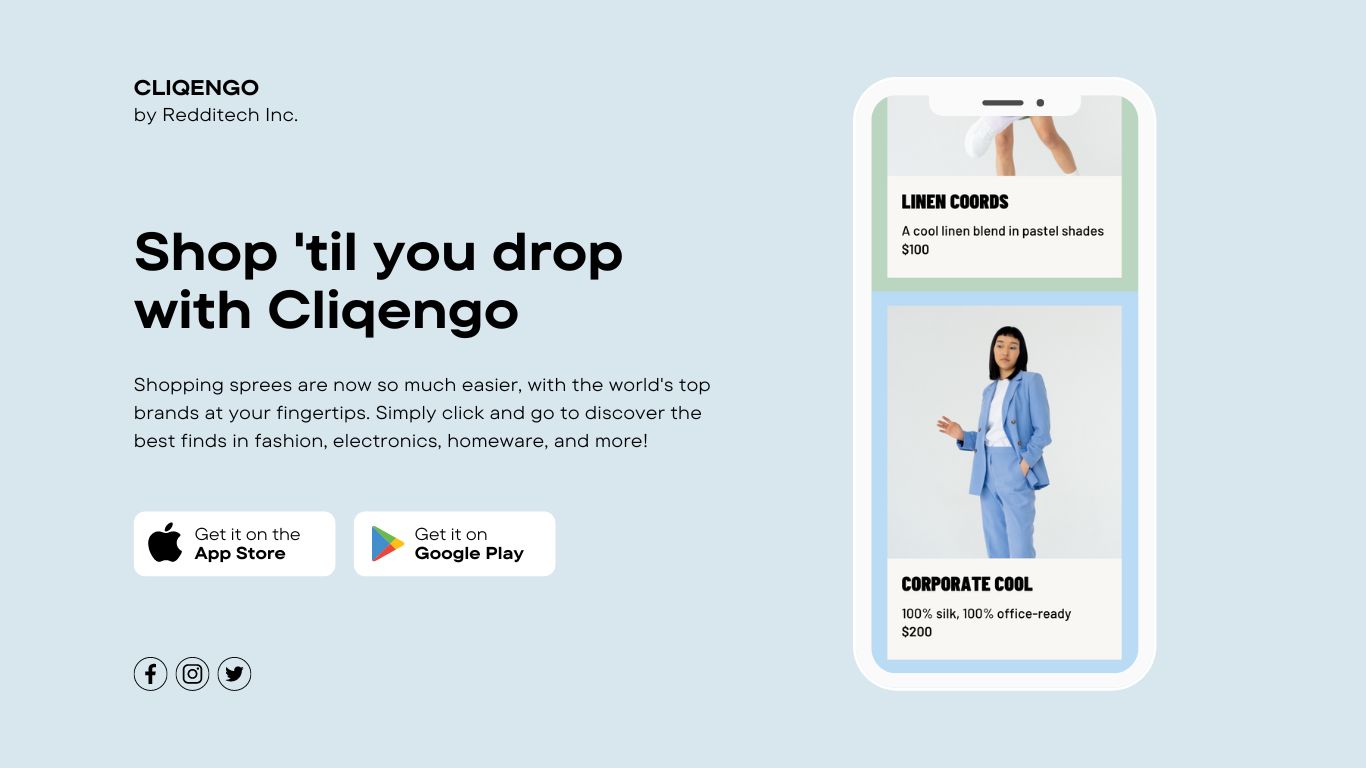 CLIQENGO
by Redditech Inc.
Shop 'til you drop
with Cliqengo
Shopping sprees are now so much easier, with the world's top
brands at your fingertips. Simply click and go to discover the
best finds in fashion, electronics, homeware, and more!
Get it on the
App Store
Get it on
Google Play
LINEN COORDS
A cool linen blend in pastel shades
$100
CORPORATE COOL
100% silk, 100% office-ready
$200